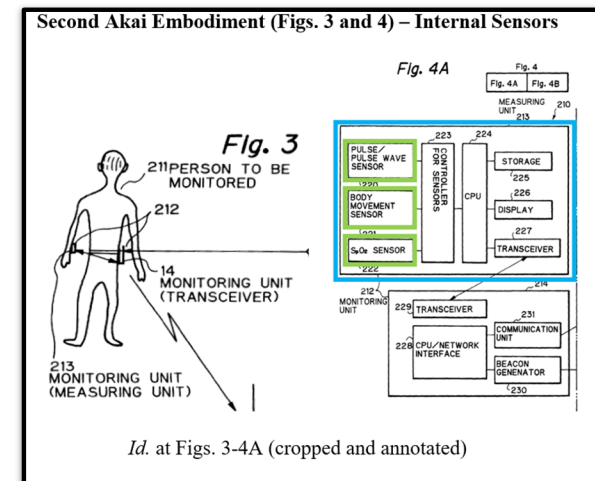 Second Akai Embodiment (Figs. 3 and 4) – Internal Sensors
Fig. 3
211 PERSON TO BE
MONITORED
212
14
MONITORING UNIT
(TRANSCEIVER)
213
MONITORING UNIT
(MEASURING UNIT)
Fig. 4A
Fig. 4
Fig. 4A
Fig. 4B
MEASURING
UNIT
210
213
PULSE/
PULSE WAVE
SENSOR
220
BODY
MOVEMENT
SENSOR
221
SPO2 SENSOR
222
223
CONTROLLER
FOR SENSORS
224
CPU
STORAGE
225
226
DISPLAY
227
TRANSCEIVER
212
MONITORING
UNIT
214
229
TRANSCEIVER
228
CPU/NETWORK
INTERFACE
231
COMMUNICATION
UNIT
BEACON
GENENATOR
230
Id. at Figs. 3-4A (cropped and annotated)